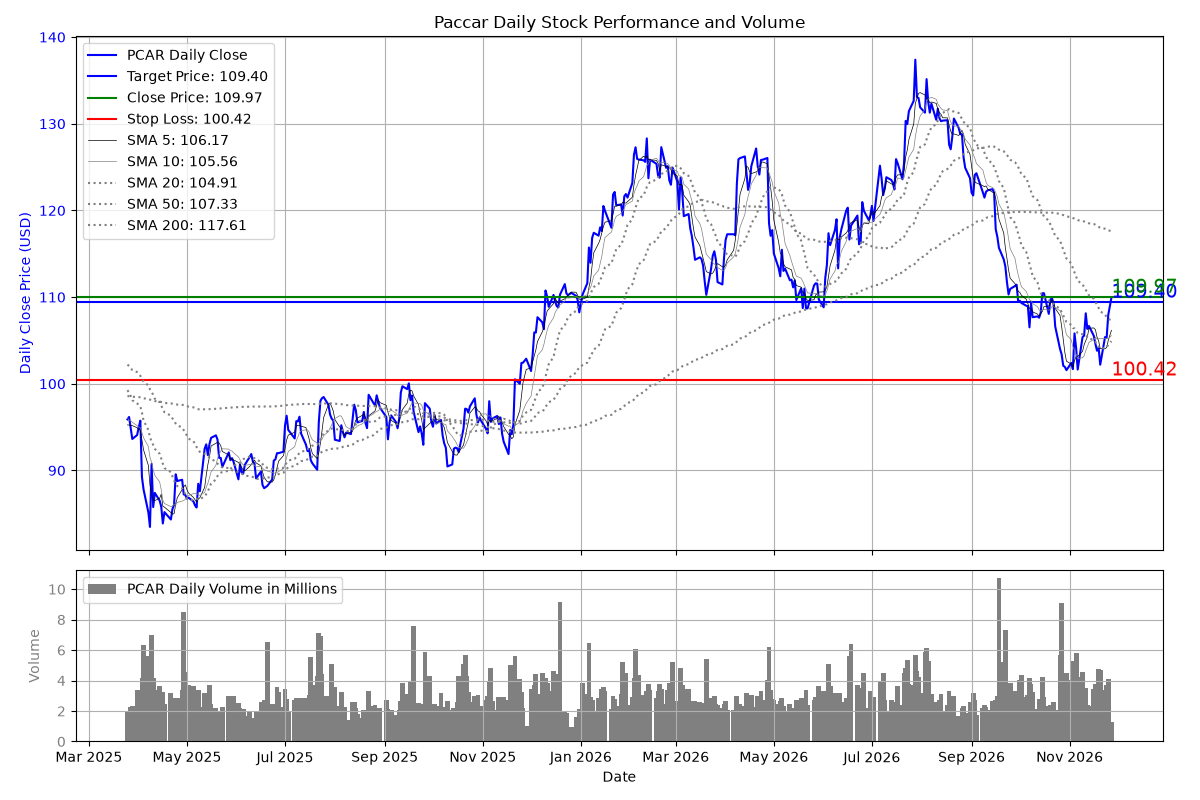 Paccar Daily Stock Performance and Volume
140
130
120
110
100
90
Daily Close Price (USD)
PCAR Daily Close
Target Price: 109.40
Close Price: 109.97
Stop Loss: 100.42
SMA 5: 106.17
SMA 10: 105.56
SMA 20: 104.91
SMA 50: 107.33
SMA 200: 117.61
109.97
109.40
100.42
PCAR Daily Volume in Millions
10
8
6
4
2
0
Volume
Mar 2025 May 2025 Jul 2025 Sep 2025 Nov 2025 Jan 2026 Mar 2026 May 2026 Jul 2026 Sep 2026 Nov 2026
Date